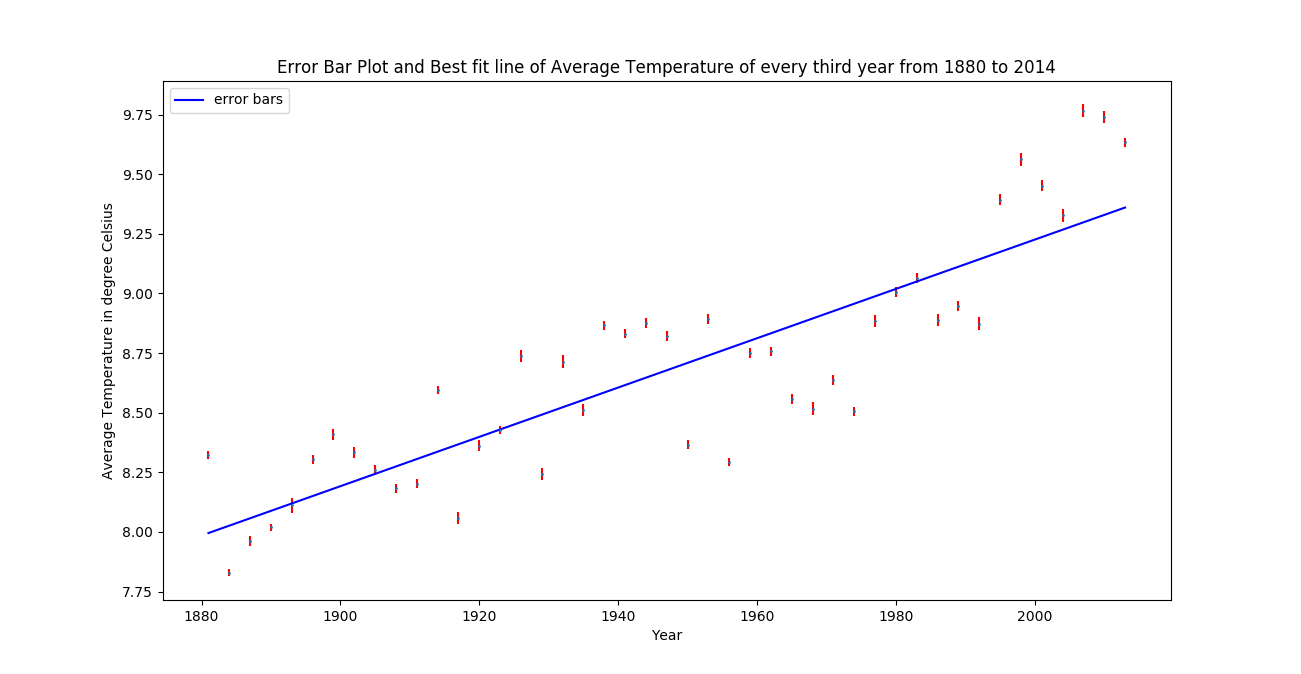 Error Bar Plot and Best fit line of Average Temperature of every third year from 1880 to 2014
error bars
9.75
9.50
9.25
9.00
8.75
8.50
8.25
8.00
7.75
Average Temperature in degree Celsius
1880 1900 1920 1940 1960 1980 2000
Year